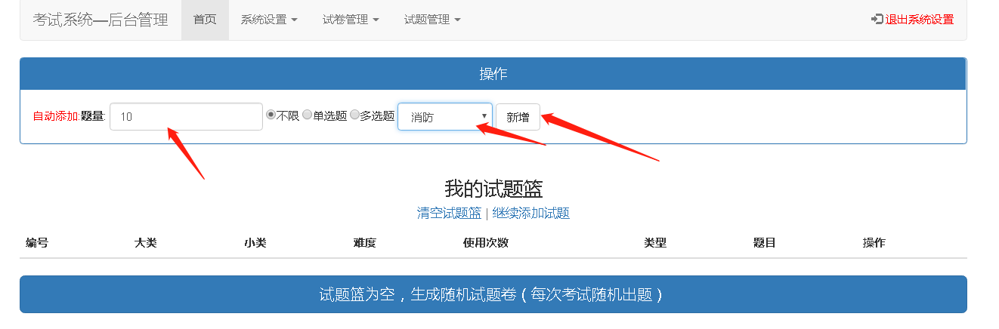 考试系统—后台管理 首页 系统设置 试卷管理 试题管理 退出系统设置
操作
自动添加:题量: 10 不限 单选题 多选题 消防 新增
我的试题篮
清空试题篮 | 继续添加试题
编号 大类 小类 难度 使用次数 类型 题目 操作
试题篮为空，生成随机试题卷（每次考试随机出题）